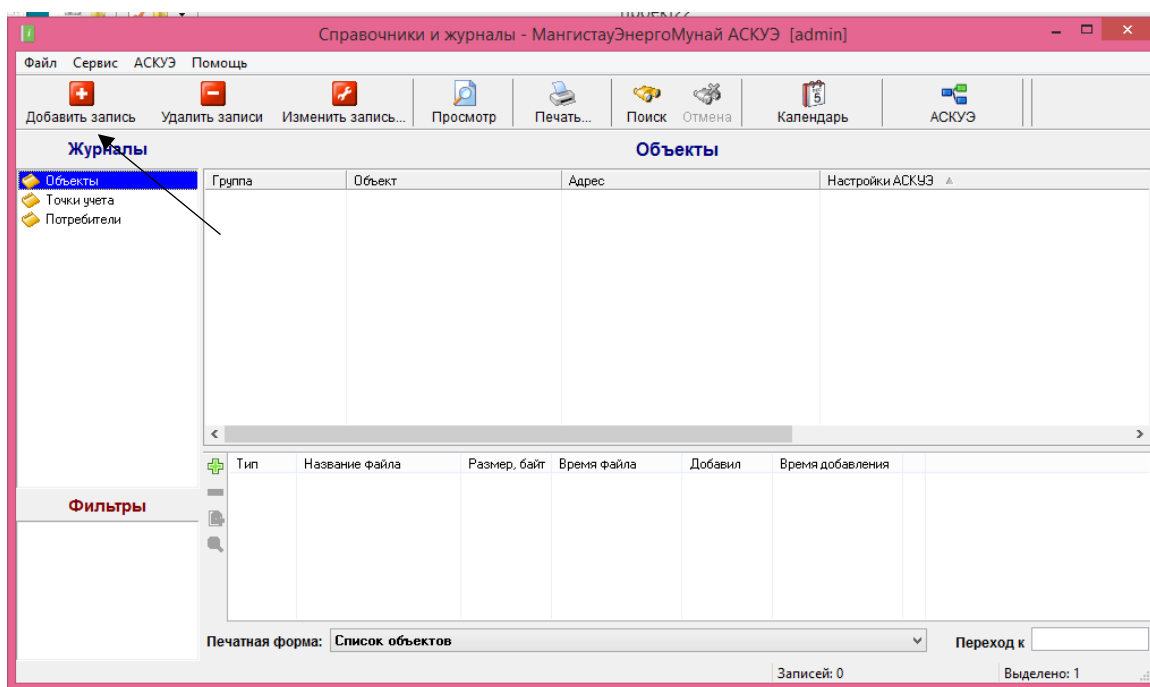 Справочники и журналы - МангистауЭнергоМунай АСКУЭ [admin]
Файл Сервис АСКУЭ Помощь
Добавить запись Удалить записи Изменить запись... Просмотр Печать... Поиск Отмена Календарь АСКУЭ
Журналы Объекты
Объекты Группа Объект Адрес Настройки АСКУЭ
Точки учета
Потребители
Тип Название файла Размер, байт Время файла Добавил Время добавления
Фильтры
Печатная форма: Список объектов Переход к
Записей: 0 Выделено: 1